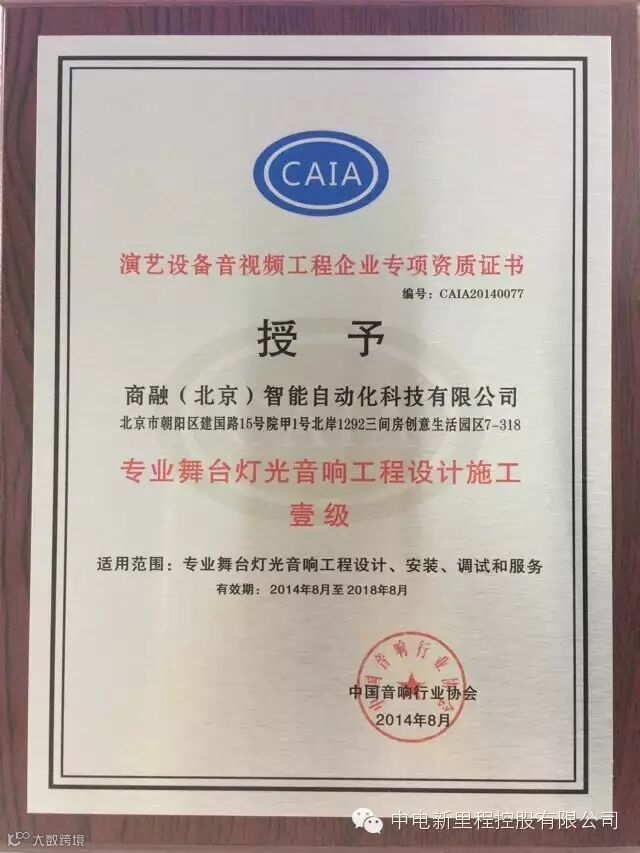 CAIA
演艺设备音视频工程企业专项资质证书
编号：CAIA20140077
授 予
商融（北京）智能自动化科技有限公司
北京市朝阳区建国路15号院甲1号北岸1292三间房创意生活园区7-318
专业舞台灯光音响工程设计施工
壹级
适用范围：专业舞台灯光音响工程设计、安装、调试和服务
有效期： 2014年8月至 2018年8月
中国音响行业协会
中国音响行业协会
2014年8月
中电新里程控股有限公司
大数跨境